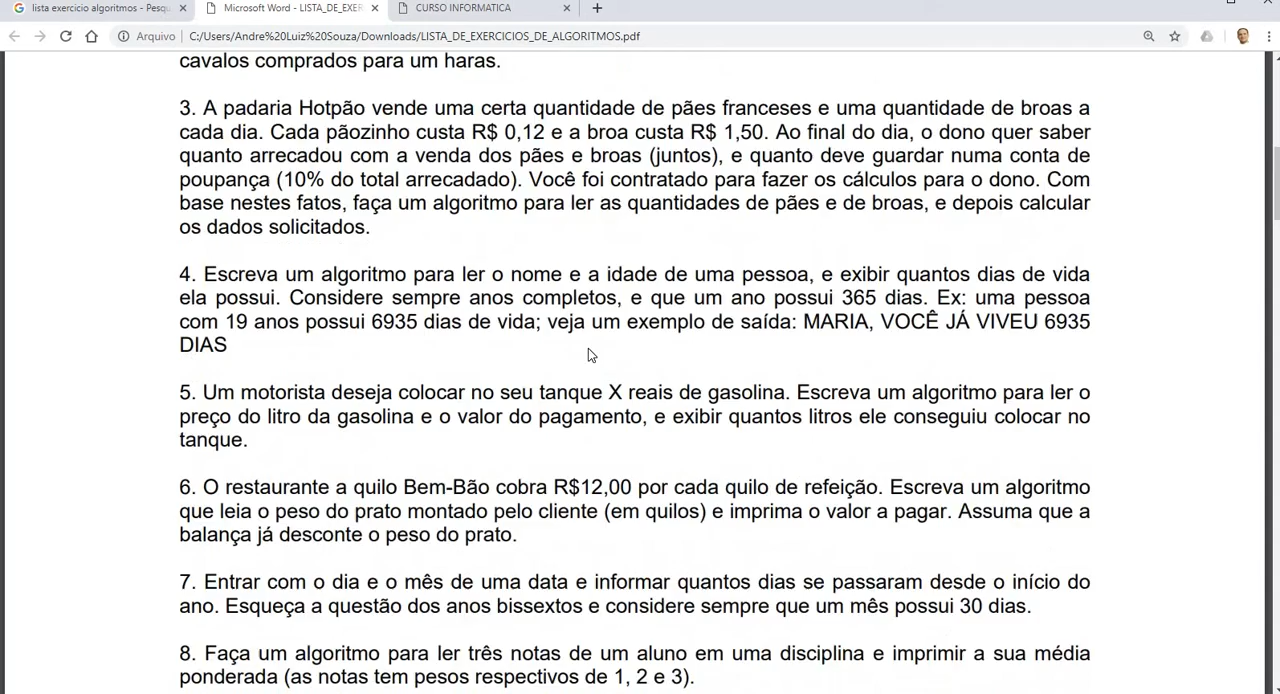 lista exercicio algoritmos - Pesqu
Microsoft Word - LISTA_DE_EXER
CURSO INFORMATICA
Arquivo | C:/Users/Andre%20Luiz%20Souza/Downloads/LISTA_DE_EXERCICIOS_DE_ALGORITMOS.pdf
cavalos comprados para um haras.
3. A padaria Hotpão vende uma certa quantidade de pães franceses e uma quantidade de broas a
cada dia. Cada pãozinho custa R$ 0,12 e a broa custa R$ 1,50. Ao final do dia, o dono quer saber
quanto arrecadou com a venda dos pães e broas (juntos), e quanto deve guardar numa conta de
poupança (10% do total arrecadado). Você foi contratado para fazer os cálculos para o dono. Com
base nestes fatos, faça um algoritmo para ler as quantidades de pães e de broas, e depois calcular
os dados solicitados.
4. Escreva um algoritmo para ler o nome e a idade de uma pessoa, e exibir quantos dias de vida
ela possui. Considere sempre anos completos, e que um ano possui 365 dias. Ex: uma pessoa
com 19 anos possui 6935 dias de vida; veja um exemplo de saída: MARIA, VOCÊ JÁ VIVEU 6935
DIAS
5. Um motorista deseja colocar no seu tanque X reais de gasolina. Escreva um algoritmo para ler o
preço do litro da gasolina e o valor do pagamento, e exibir quantos litros ele conseguiu colocar no
tanque.
6. O restaurante a quilo Bem-Bão cobra R$12,00 por cada quilo de refeição. Escreva um algoritmo
que leia o peso do prato montado pelo cliente (em quilos) e imprima o valor a pagar. Assuma que a
balança já desconte o peso do prato.
7. Entrar com o dia e o mês de uma data e informar quantos dias se passaram desde o início do
ano. Esqueça a questão dos anos bissextos e considere sempre que um mês possui 30 dias.
8. Faça um algoritmo para ler três notas de um aluno em uma disciplina e imprimir a sua média
ponderada (as notas tem pesos respectivos de 1, 2 e 3).